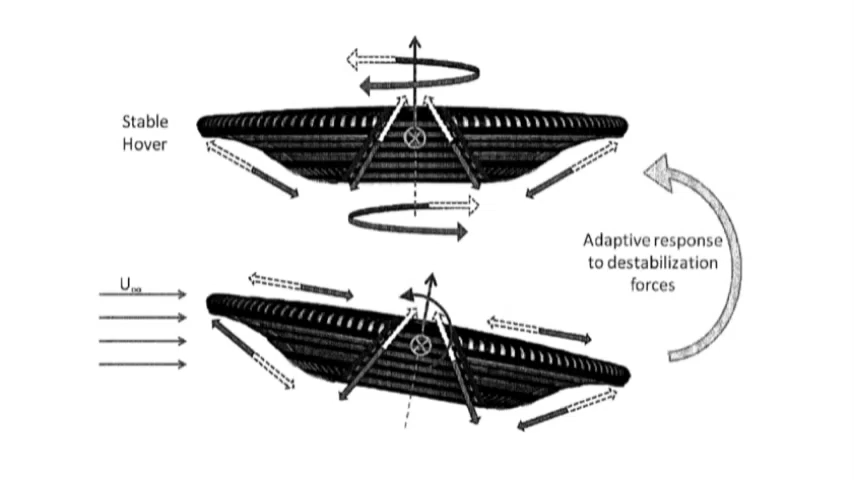 Stable
Hover
Adaptive response
to destabilization
forces
U∞